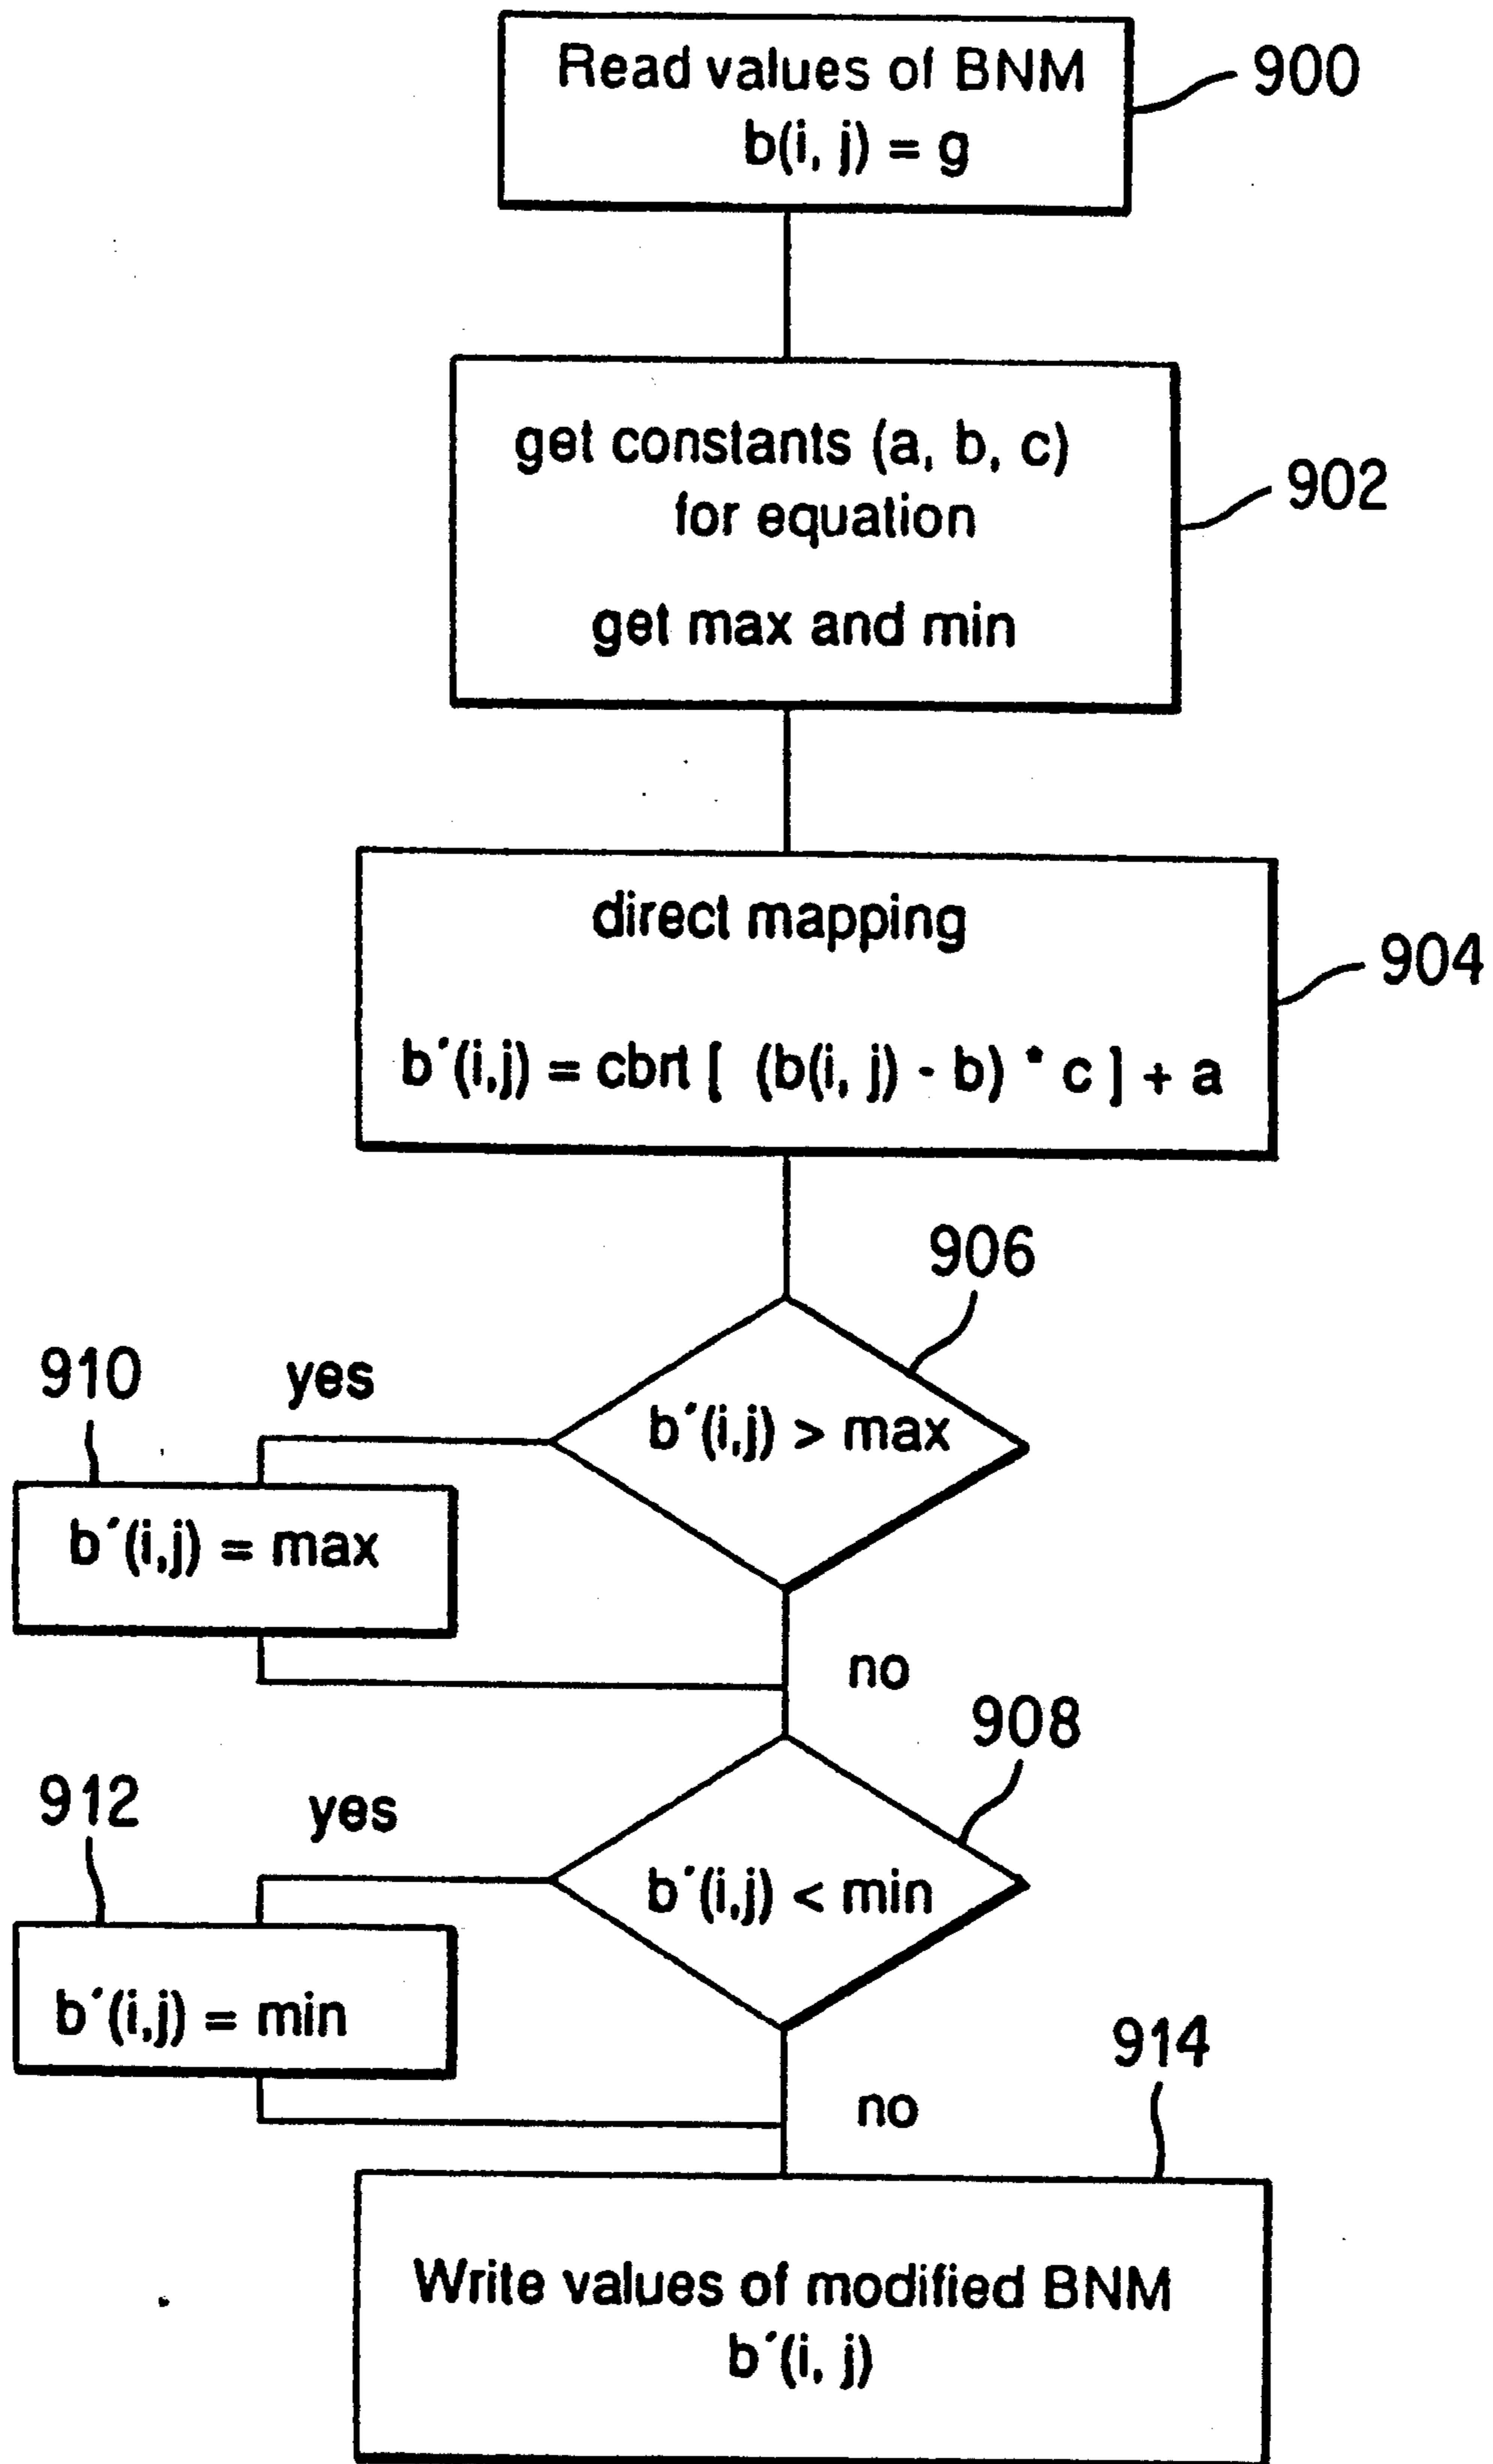 Read values of BNM
b(i, j) = g
900
get constants (a, b, c)
for equation
get max and min
902
direct mapping
b´(i,j) = cbrt [ (b(i, j) - b) * c ] + a
904
906
b´(i,j) > max
yes
910
b´(i,j) = max
no
908
b´(i,j) < min
yes
912
b´(i,j) = min
no
914
Write values of modified BNM
b´(i, j)